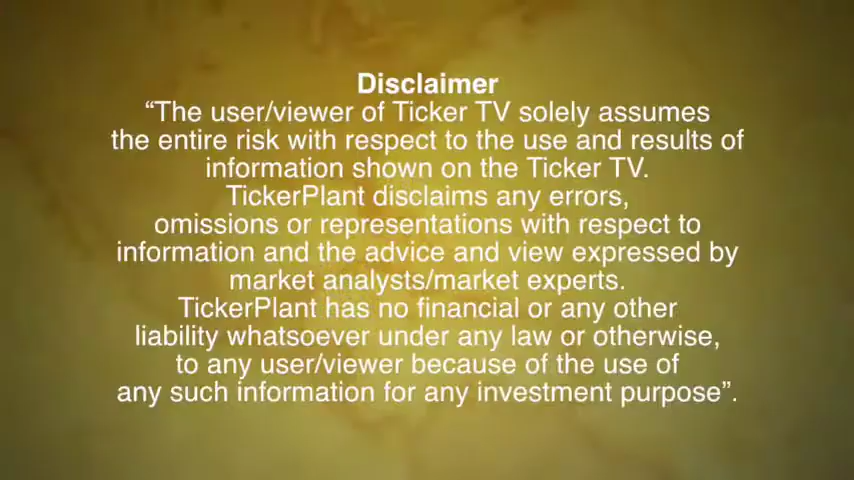 Disclaimer
“The user/viewer of Ticker TV solely assumes
the entire risk with respect to the use and results of
information shown on the Ticker TV.
TickerPlant disclaims any errors,
omissions or representations with respect to
information and the advice and view expressed by
market analysts/market experts.
TickerPlant has no financial or any other
liability whatsoever under any law or otherwise,
to any user/viewer because of the use of
any such information for any investment purpose”.